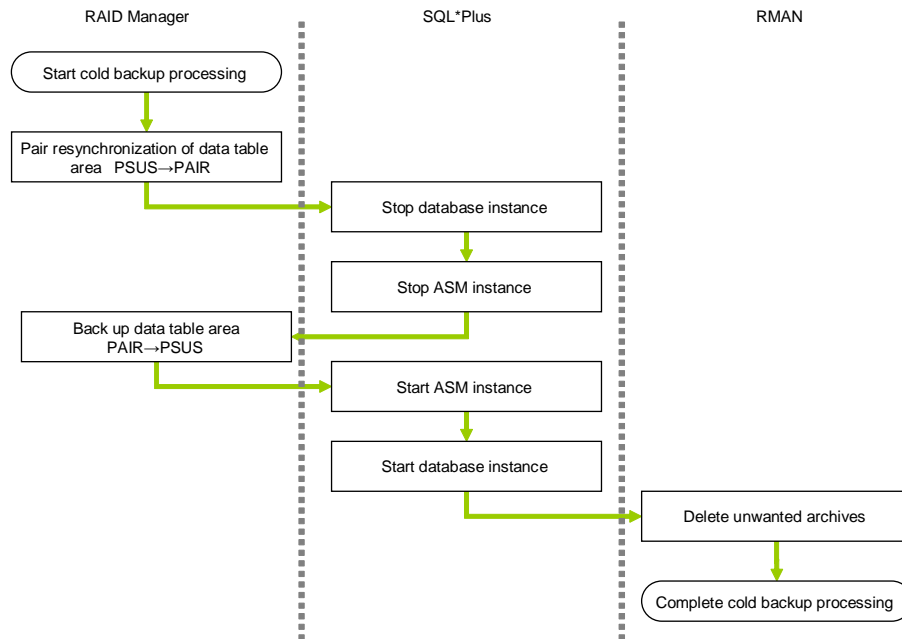 RAID Manager
SQL*Plus
RMAN
Start cold backup processing
Pair resynchronization of data table
area PSUS→PAIR
Stop database instance
Stop ASM instance
Back up data table area
PAIR→PSUS
Start ASM instance
Start database instance
Delete unwanted archives
Complete cold backup processing